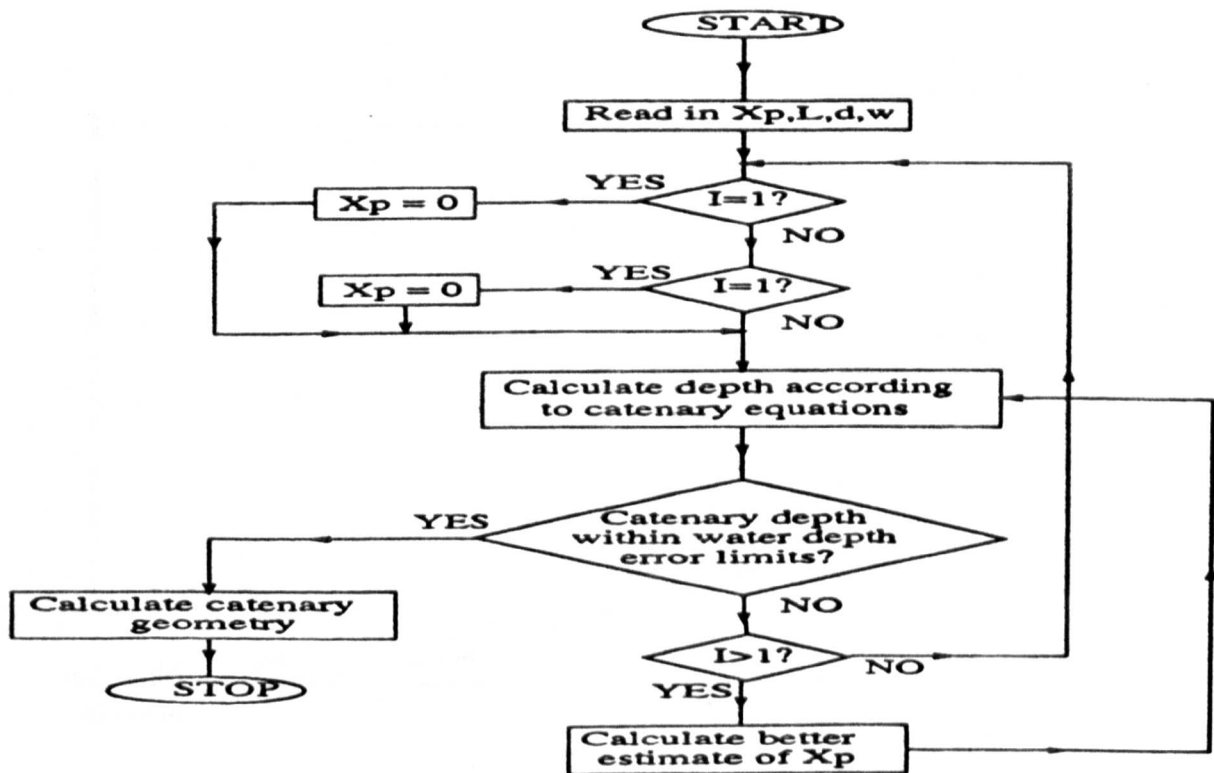 START
Read in Xp,L,d,w
YES
I=1?
Xp = 0
NO
YES
I=1?
Xp = 0
NO
Calculate depth according
to catenary equations
YES
Catenary depth
within water depth
error limits?
NO
Calculate catenary
geometry
I>1?
NO
STOP
YES
Calculate better
estimate of Xp